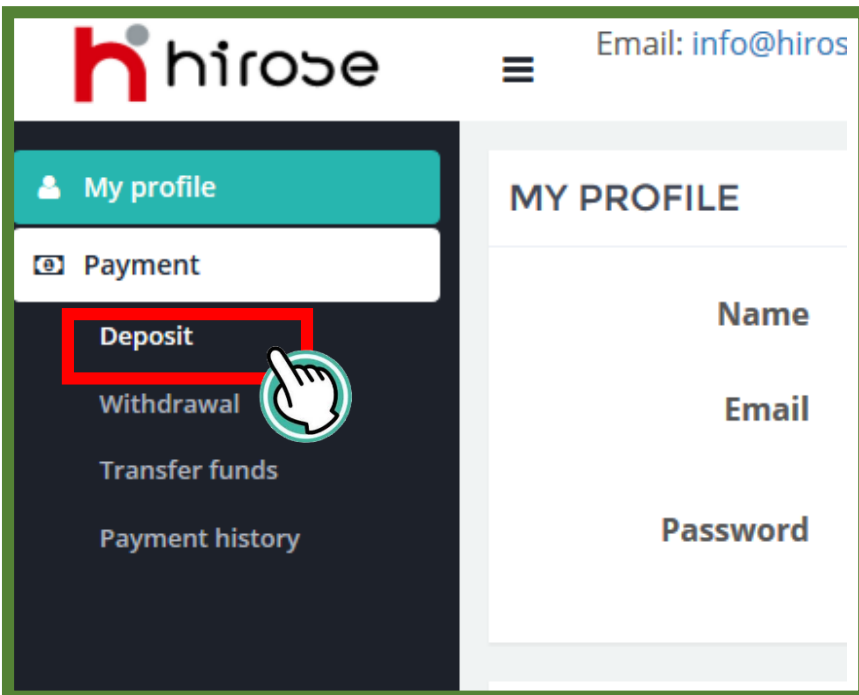 hirose
Email: info@hiros
My profile
Payment
Deposit
Withdrawal
Transfer funds
Payment history
MY PROFILE
Name
Email
Password